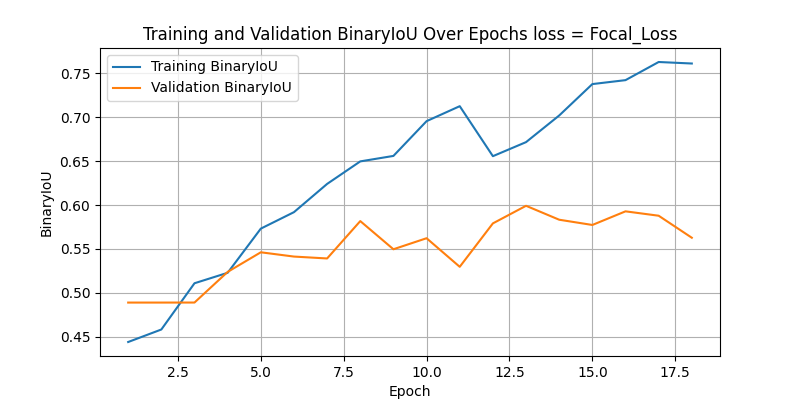 Training and Validation BinaryIoU Over Epochs loss = Focal_Loss
Training BinaryIoU
Validation BinaryIoU
0.75
0.70
0.65
0.60
0.55
0.50
0.45
BinaryIoU
2.5 5.0 7.5 10.0 12.5 15.0 17.5
Epoch